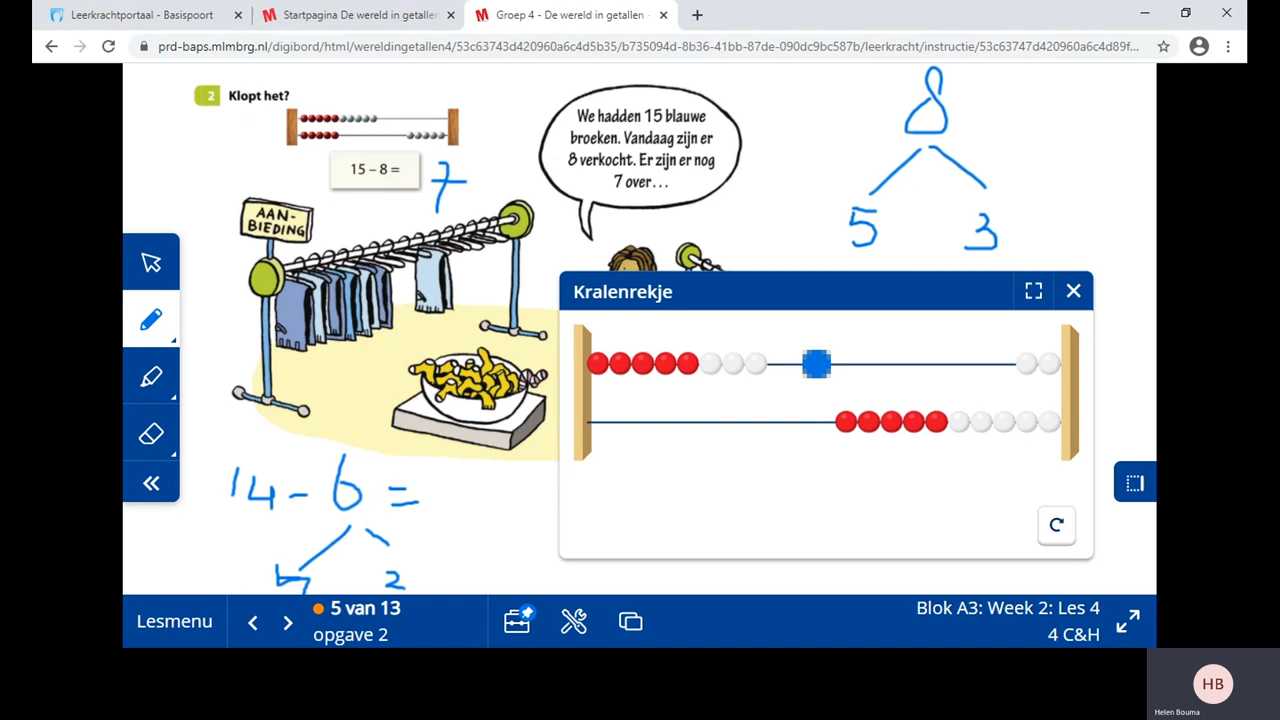 Leerkrachtportaal - Basispoort
Startpagina De wereld in getaller
Groep 4 - De wereld in getallen
prd-baps.mlmbrg.nl/digibord/html/wereldingetallen4/53c63743d420960a6c4d5b35/b735094d-8b36-41bb-87de-090dc9bc587b/leerkracht/instructie/53c63747d420960a6c4d89f...
2 Klopt het?
15 – 8 = 7
We hadden 15 blauwe
broeken. Vandaag zijn er
8 verkocht. Er zijn er nog
7 over...
8
5 3
AAN-
BIEDING
Kralenrekje
14 - 6 =
4 2
Lesmenu
5 van 13
opgave 2
Blok A3: Week 2: Les 4
4 C&H
HB
Helen Bouma